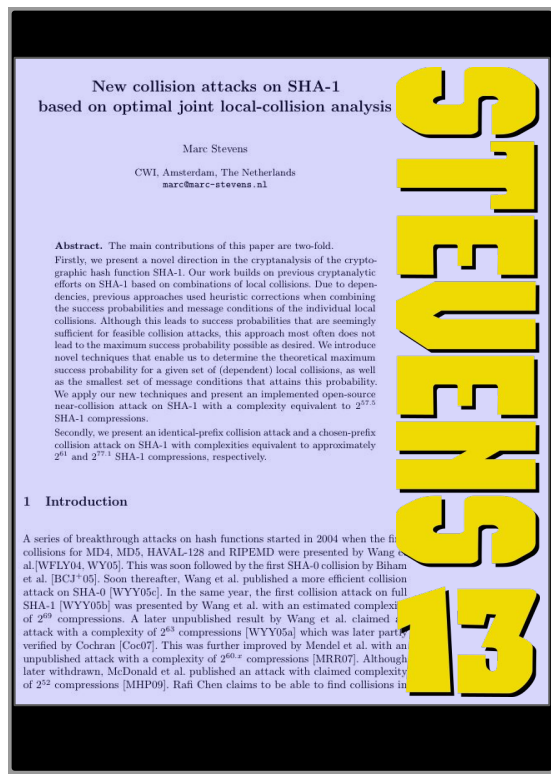 New collision attacks on SHA-1
based on optimal joint local-collision analysis
Marc Stevens
CWI, Amsterdam, The Netherlands
marc@marc-stevens.nl
Abstract. The main contributions of this paper are two-fold.
Firstly, we present a novel direction in the cryptanalysis of the crypto-
graphic hash function SHA-1. Our work builds on previous cryptanalytic
efforts on SHA-1 based on combinations of local collisions. Due to depen-
dencies, previous approaches used heuristic corrections when combining
the success probabilities and message conditions of the individual local
collisions. Although this leads to success probabilities that are seemingly
sufficient for feasible collision attacks, this approach most often does not
lead to the maximum success probability possible as desired. We introduce
novel techniques that enable us to determine the theoretical maximum
success probability for a given set of (dependent) local collisions, as well
as the smallest set of message conditions that attains this probability.
We apply our new techniques and present an implemented open-source
near-collision attack on SHA-1 with a complexity equivalent to 2^57.5
SHA-1 compressions.
Secondly, we present an identical-prefix collision attack and a chosen-prefix
collision attack on SHA-1 with complexities equivalent to approximately
2^61 and 2^77.1 SHA-1 compressions, respectively.
1 Introduction
A series of breakthrough attacks on hash functions started in 2004 when the
collisions for MD4, MD5, HAVAL-128 and RIPEMD were presented by Wang
al.[WFLY04, WY05]. This was soon followed by the first SHA-0 collision by Biham
et al. [BCJ+05]. Soon thereafter, Wang et al. published a more efficient collision
attack on SHA-0 [WYY05c]. In the same year, the first collision attack on full
SHA-1 [WYY05b] was presented by Wang et al. with an estimated
of 2^69 compressions. A later unpublished result by Wang et al. claimed
attack with a complexity of 2^63 compressions [WYY05a] which was later
verified by Cochran [Coc07]. This was further improved by Mendel et al. with an
unpublished attack with a complexity of 2^60.x compressions [MRR07]. Although
later withdrawn, McDonald et al. published an attack with claimed complexity
of 2^52 compressions [MHP09]. Rafi Chen claims to be able to find collisions in
STEVENS 13